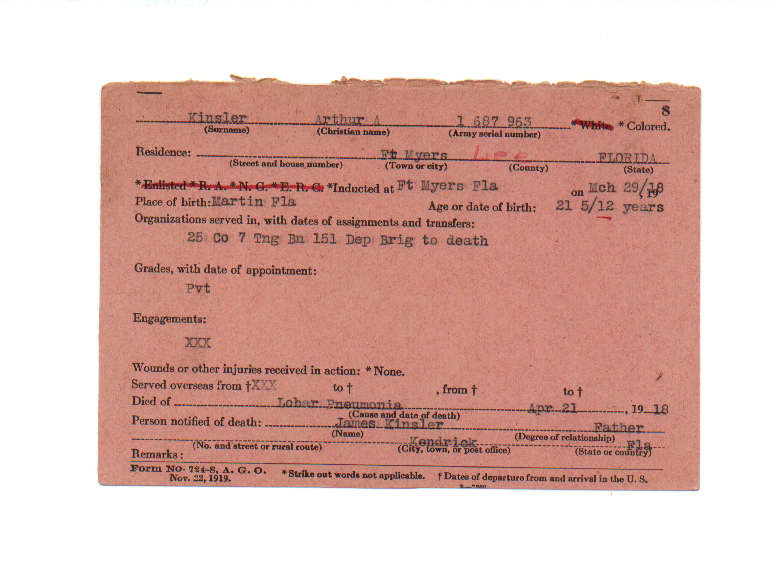 8
Kinsler Arthur A 1 687 963 *White *Colored.
(Surname) (Christian name) (Army serial number)
Residence: Ft Myers Lee FLORIDA
(Street and house number) (Town or city) (County) (State)
*Enlisted *R. A. *N. G. *E. R. C. *Inducted at Ft Myers Fla on Mch 29/18, 19
Place of birth: Martin Fla Age or date of birth: 21 5/12 years
Organizations served in, with dates of assignments and transfers:
25 Co 7 Tng Bn 151 Dep Brig to death
Grades, with date of appointment:
Pvt
Engagements:
XXX
Wounds or other injuries received in action: *None.
Served overseas from †XXX to † , from † to †
Died of Lobar Pneumonia Apr 21 , 19 18
(Cause and date of death)
Person notified of death: James Kinsler Father
(Name) (Degree of relationship)
Kendrick Fla
(No. and street or rural route) (City, town, or post office) (State or country)
Remarks:
Form No. 724-8, A. G. O. *Strike out words not applicable. †Dates of departure from and arrival in the U. S.
Nov. 22, 1919.